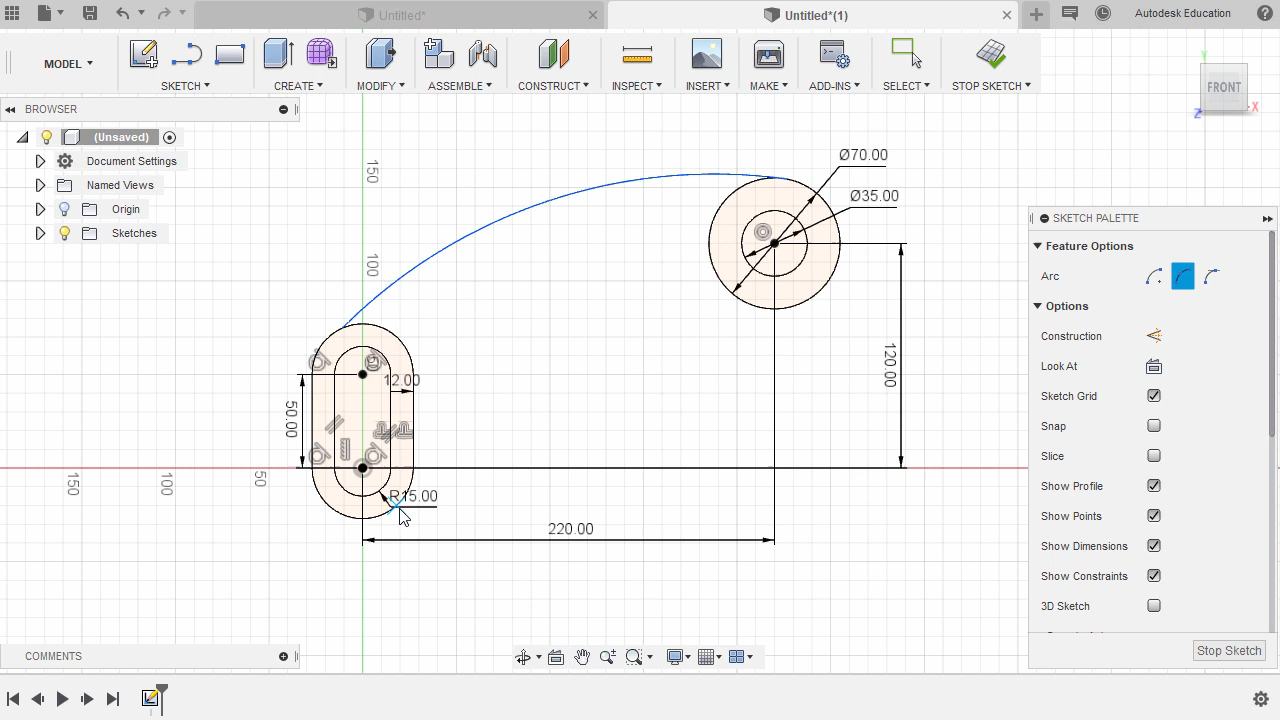 Untitled*
Untitled*(1)
Autodesk Education
MODEL
SKETCH
CREATE
MODIFY
ASSEMBLE
CONSTRUCT
INSPECT
INSERT
MAKE
ADD-INS
SELECT
STOP SKETCH
BROWSER
(Unsaved)
Document Settings
Named Views
Origin
Sketches
Y
FRONT
X
Z
150
100
150
100
50
Ø70.00
Ø35.00
12.00
50.00
R15.00
120.00
220.00
SKETCH PALETTE
Feature Options
Arc
Options
Construction
Look At
Sketch Grid
Snap
Slice
Show Profile
Show Points
Show Dimensions
Show Constraints
3D Sketch
Stop Sketch
COMMENTS